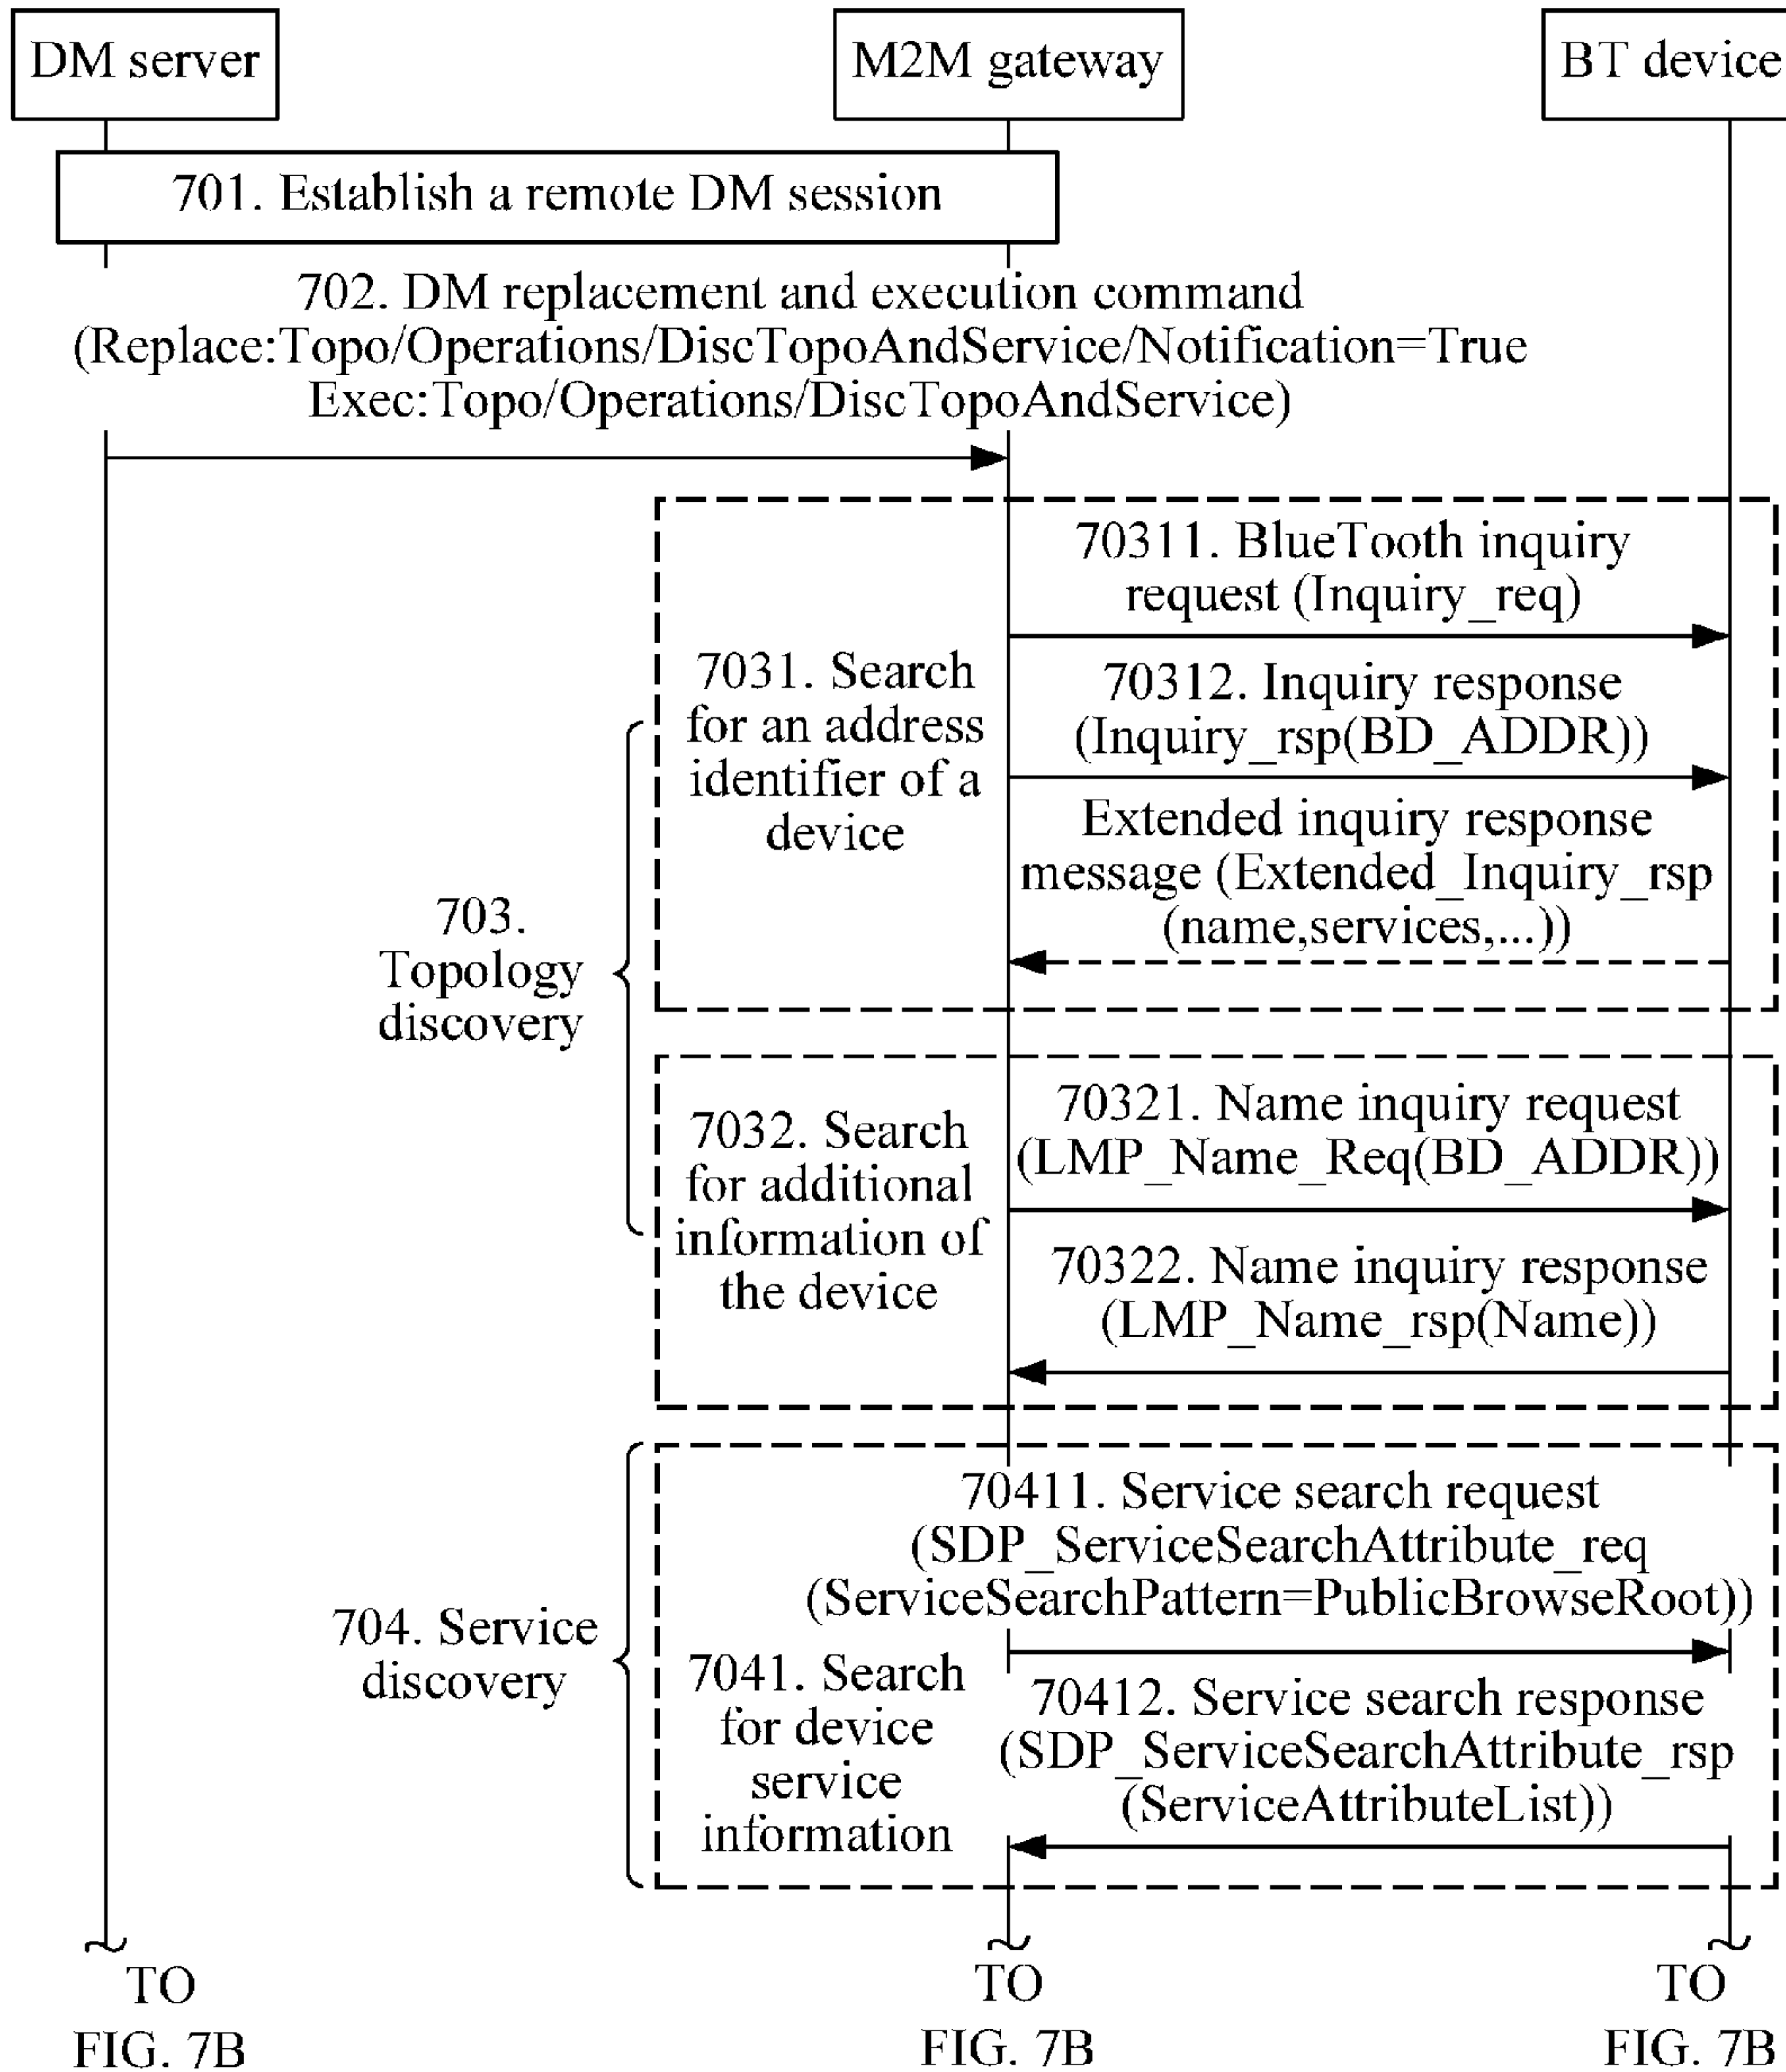 DM server
M2M gateway
BT device
701. Establish a remote DM session
702. DM replacement and execution command
(Replace:Topo/Operations/DiscTopoAndService/Notification=True
Exec:Topo/Operations/DiscTopoAndService)
703.
Topology
discovery
7031. Search
for an address
identifier of a
device
70311. BlueTooth inquiry
request (Inquiry_req)
70312. Inquiry response
(Inquiry_rsp(BD_ADDR))
Extended inquiry response
message (Extended_Inquiry_rsp
(name,services,...))
7032. Search
for additional
information of
the device
70321. Name inquiry request
(LMP_Name_Req(BD_ADDR))
70322. Name inquiry response
(LMP_Name_rsp(Name))
704. Service
discovery
70411. Service search request
(SDP_ServiceSearchAttribute_req
(ServiceSearchPattern=PublicBrowseRoot))
7041. Search
for device
service
information
70412. Service search response
(SDP_ServiceSearchAttribute_rsp
(ServiceAttributeList))
TO
FIG. 7B
TO
FIG. 7B
TO
FIG. 7B